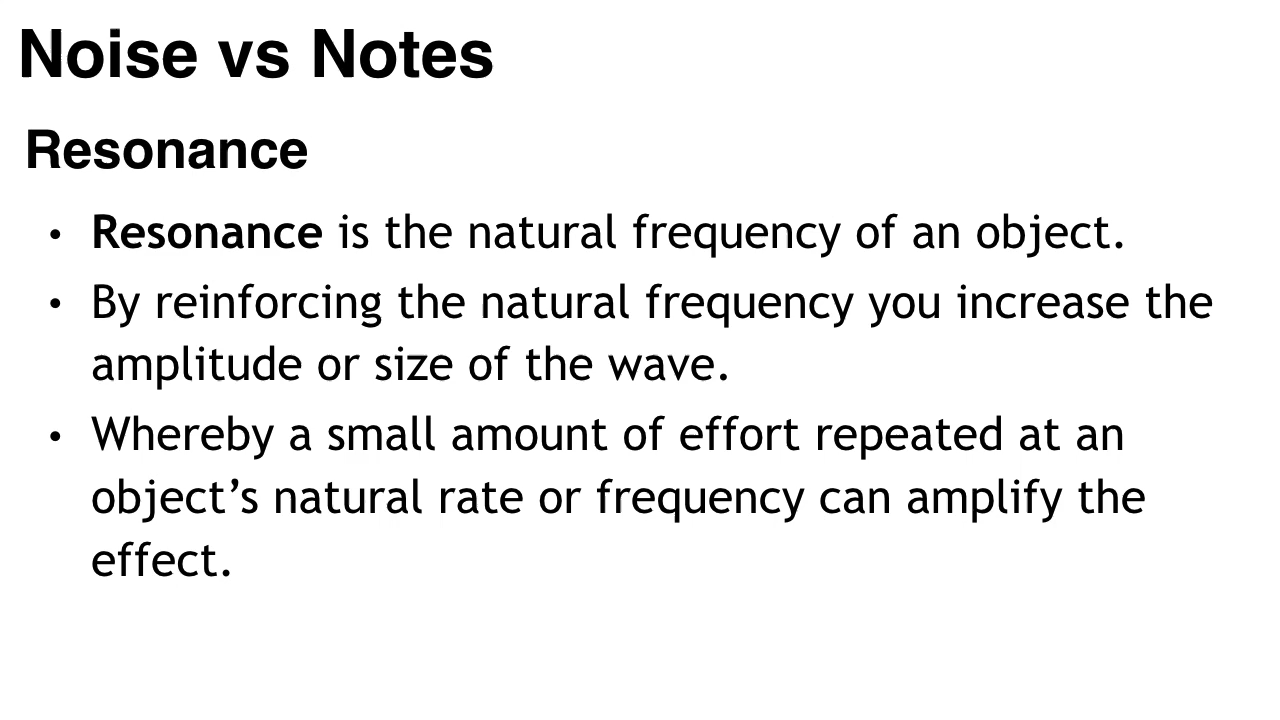 Noise vs Notes
Resonance
• Resonance is the natural frequency of an object.
• By reinforcing the natural frequency you increase the
amplitude or size of the wave.
• Whereby a small amount of effort repeated at an
object’s natural rate or frequency can amplify the
effect.